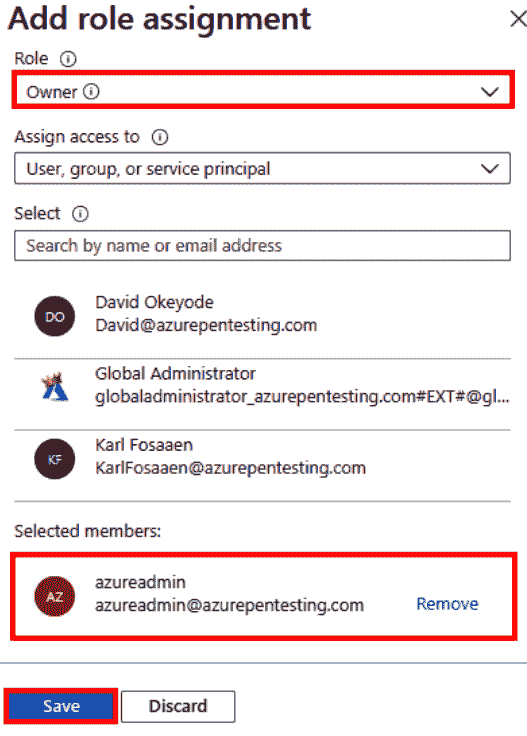 Add role assignment
Role
Owner
Assign access to
User, group, or service principal
Select
Search by name or email address
DO
David Okeyode
David@azurepentesting.com
Global Administrator
globaladministrator_azurepentesting.com#EXT#@gl...
KF
Karl Fosaaen
KarlFosaaen@azurepentesting.com
Selected members:
AZ
azureadmin
azureadmin@azurepentesting.com
Remove
Save
Discard